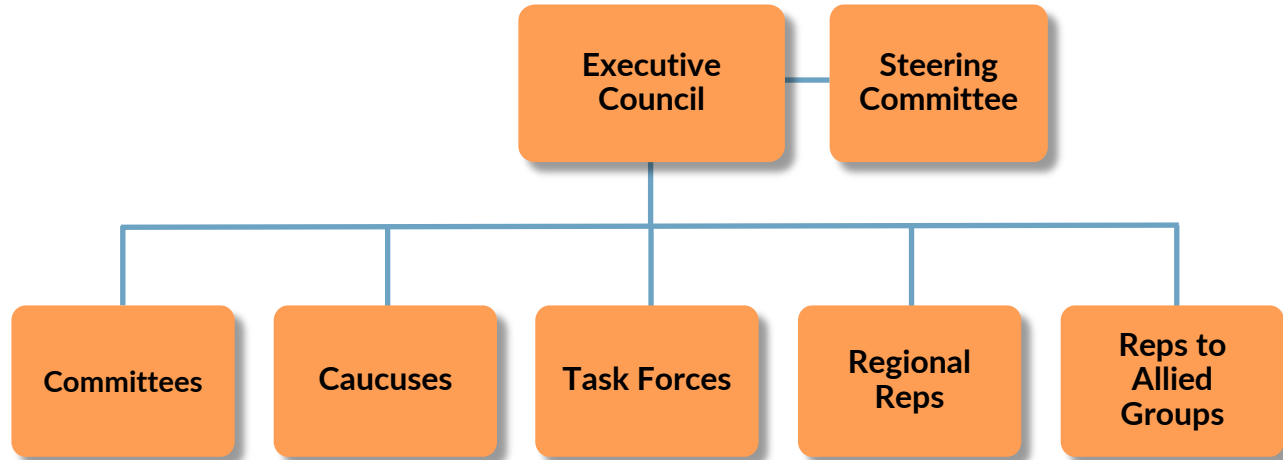 Executive
Council
Steering
Committee
Committees
Caucuses
Task Forces
Regional
Reps
Reps to
Allied
Groups